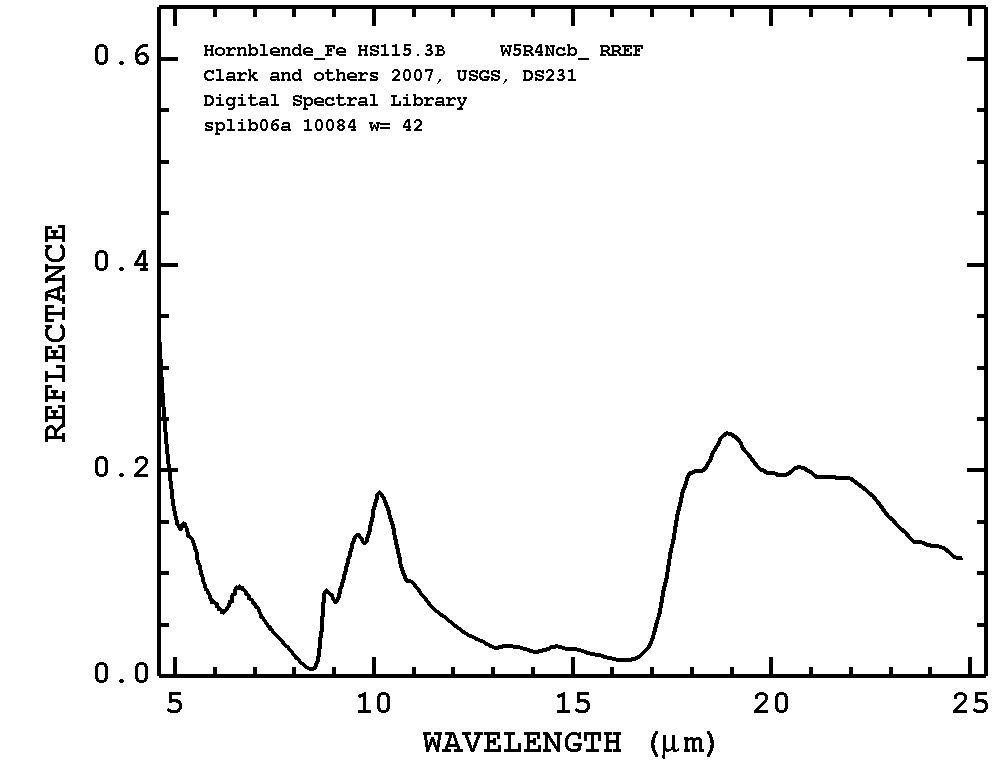 0.6
Hornblende_Fe HS115.3B W5R4Ncb_ RREF
Clark and others 2007, USGS, DS231
Digital Spectral Library
splib06a 10084 w= 42
REFLECTANCE
0.4
0.2
0.0
5 10 15 20 25
WAVELENGTH (μm)